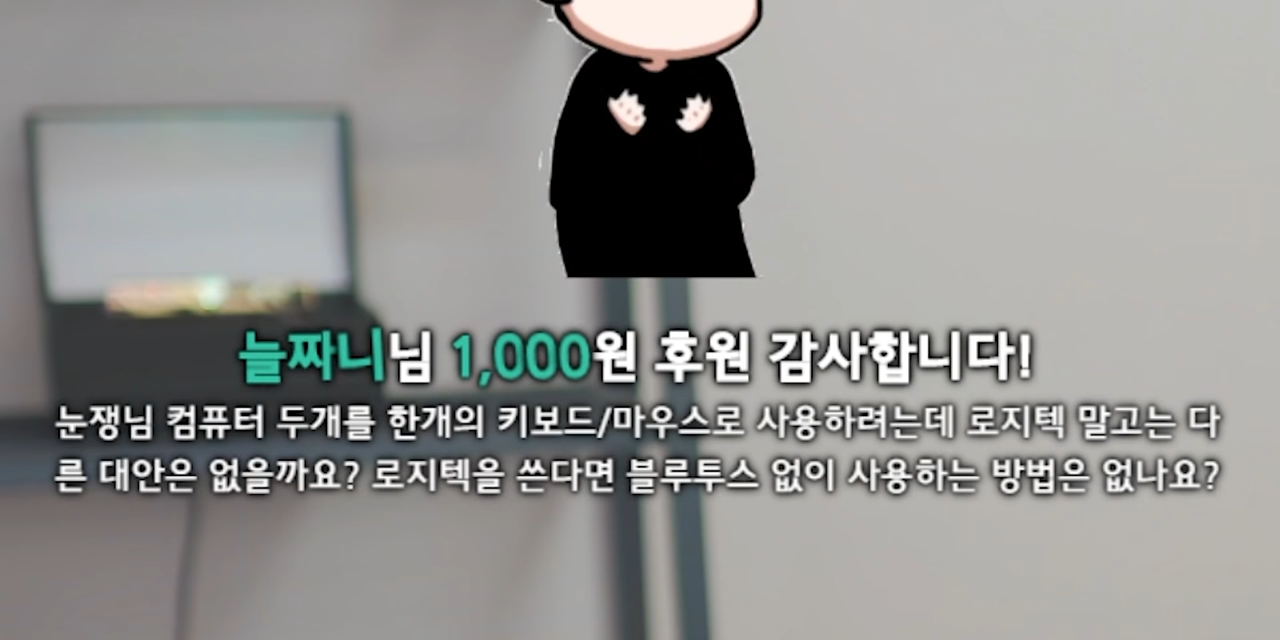 늘짜니님 1,000원 후원 감사합니다!
눈쟁님 컴퓨터 두개를 한개의 키보드/마우스로 사용하려는데 로지텍 말고는 다
른 대안은 없을까요? 로지텍을 쓴다면 블루투스 없이 사용하는 방법은 없나요?